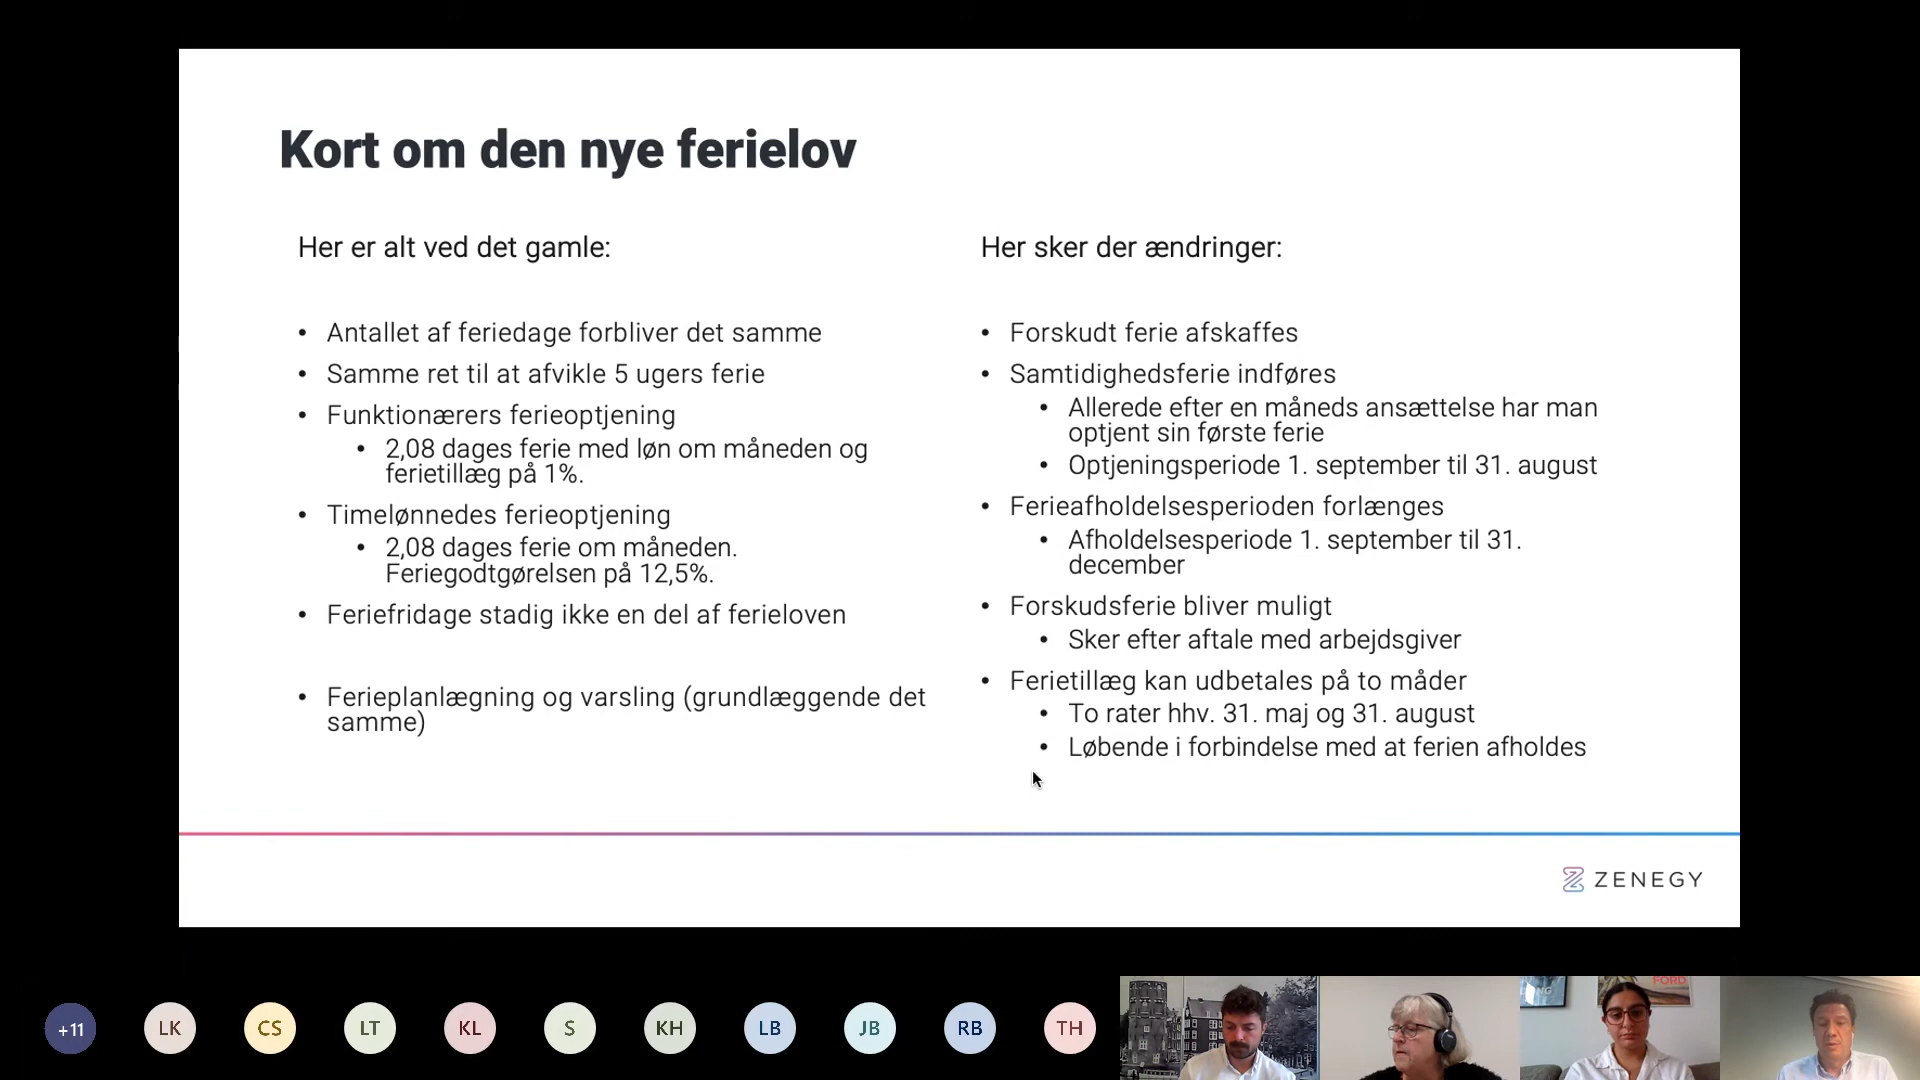 Kort om den nye ferielov
Her er alt ved det gamle:
• Antallet af feriedage forbliver det samme
• Samme ret til at afvikle 5 ugers ferie
• Funktionærers ferieoptjening
• 2,08 dages ferie med løn om måneden og
ferietillæg på 1%.
• Timelønnedes ferieoptjening
• 2,08 dages ferie om måneden.
Feriegodtgørelsen på 12,5%.
• Feriefridage stadig ikke en del af ferieloven
• Ferieplanlægning og varsling (grundlæggende det
samme)
Her sker der ændringer:
• Forskudt ferie afskaffes
• Samtidighedsferie indføres
• Allerede efter en måneds ansættelse har man
optjent sin første ferie
• Optjeningsperiode 1. september til 31. august
• Ferieafholdelsesperioden forlænges
• Afholdelsesperiode 1. september til 31.
december
• Forskudsferie bliver muligt
• Sker efter aftale med arbejdsgiver
• Ferietillæg kan udbetales på to måder
• To rater hhv. 31. maj og 31. august
• Løbende i forbindelse med at ferien afholdes
ZENEGY
+11
LK
CS
LT
KL
S
KH
LB
JB
RB
TH
FORD